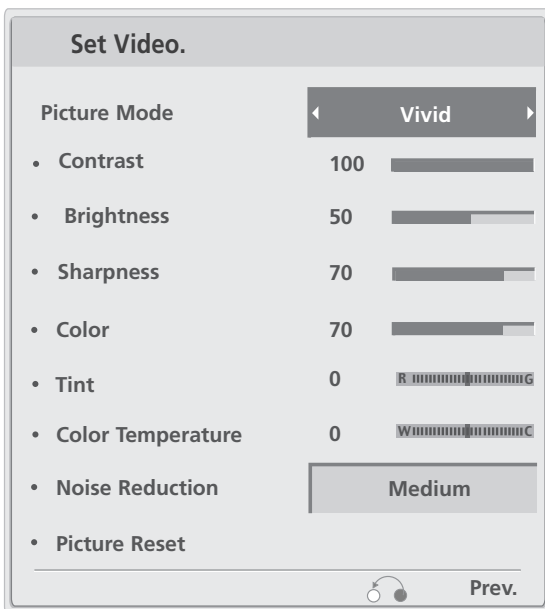 Set Video.
Picture Mode Vivid
• Contrast 100
• Brightness 50
• Sharpness 70
• Color 70
• Tint 0 R G
• Color Temperature 0 W C
• Noise Reduction Medium
• Picture Reset
Prev.